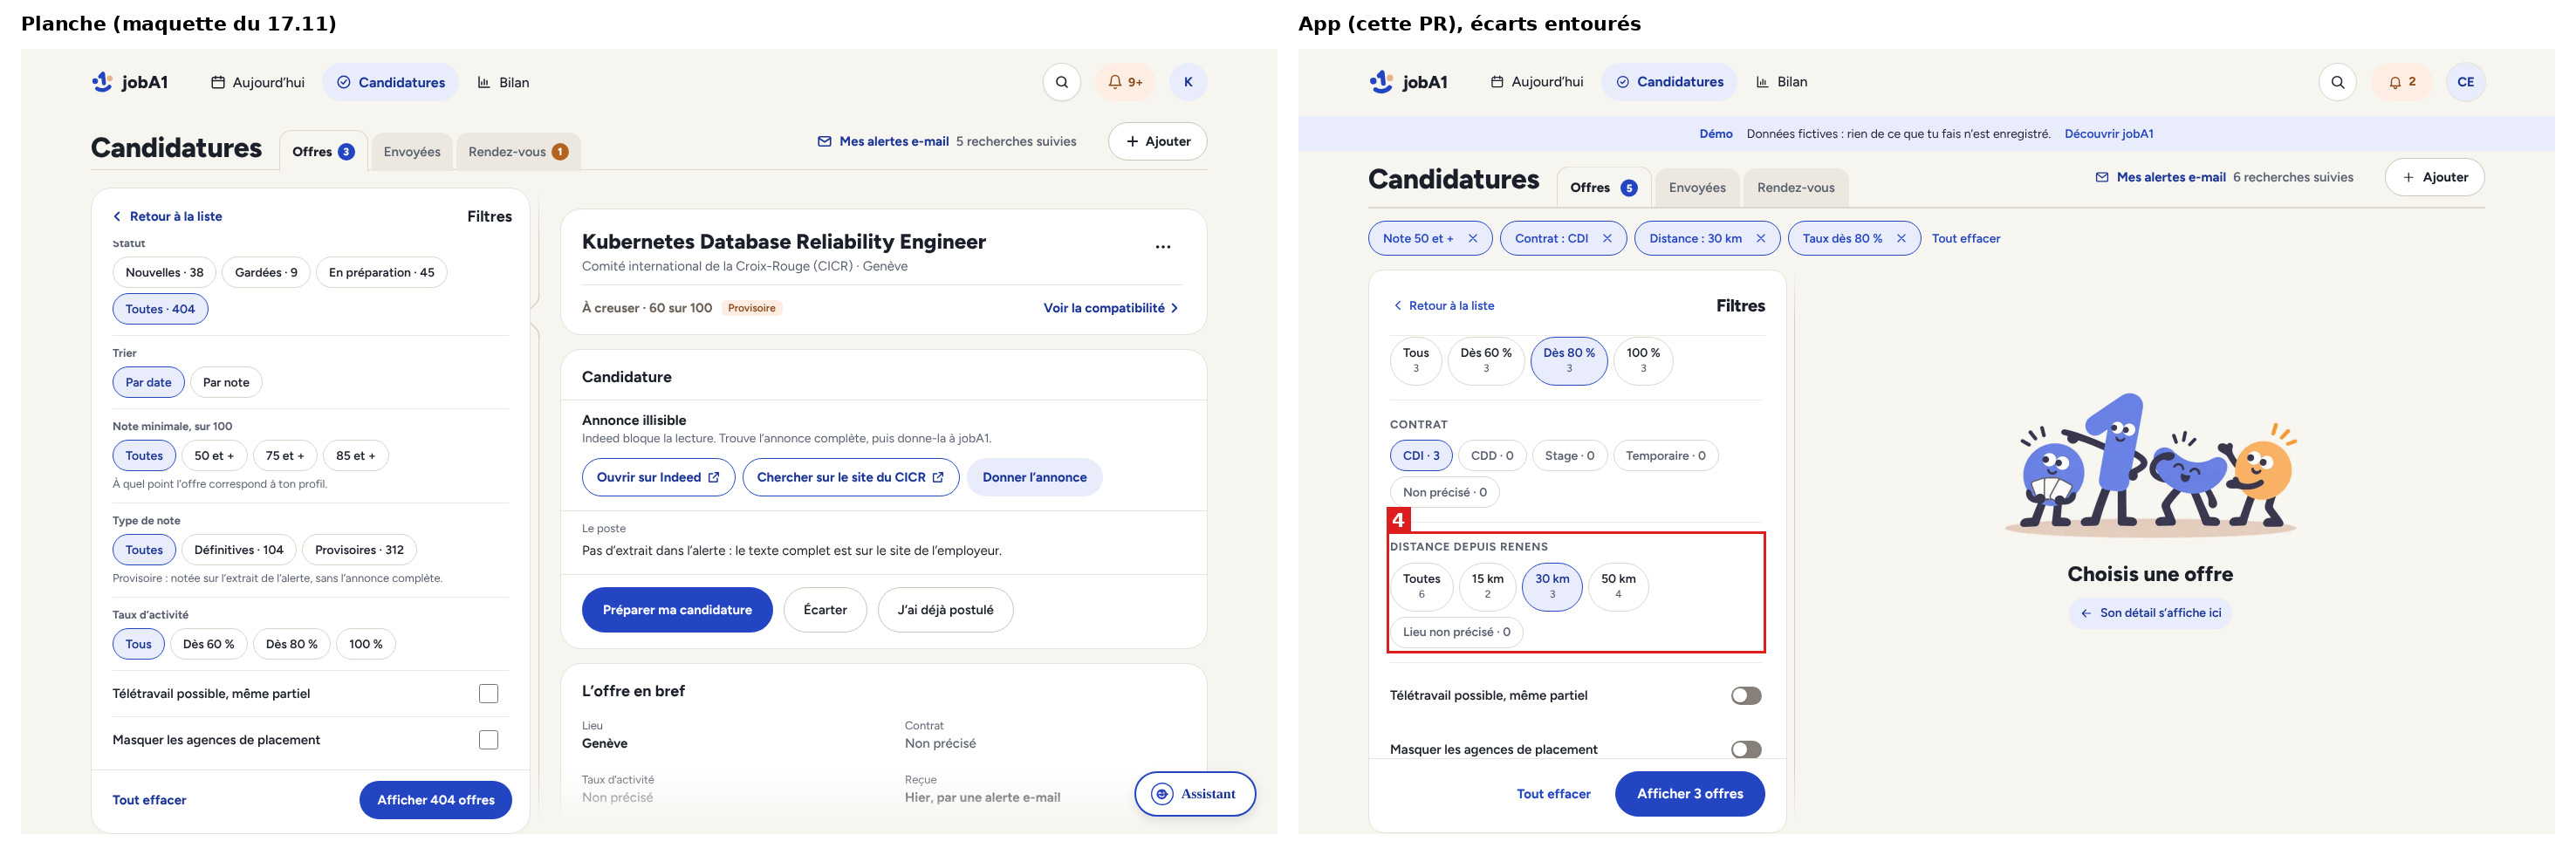 Planche (maquette du 17.11)
jobA1
Aujourd’hui
Candidatures
Bilan
9+
K
Candidatures
Offres 3
Envoyées
Rendez-vous 1
Mes alertes e-mail 5 recherches suivies
Ajouter
Retour à la liste
Filtres
Statut
Nouvelles · 38
Gardées · 9
En préparation · 45
Toutes · 404
Trier
Par date
Par note
Note minimale, sur 100
Toutes
50 et +
75 et +
85 et +
À quel point l’offre correspond à ton profil.
Type de note
Toutes
Définitives · 104
Provisoires · 312
Provisoire : notée sur l’extrait de l’alerte, sans l’annonce complète.
Taux d’activité
Tous
Dès 60 %
Dès 80 %
100 %
Télétravail possible, même partiel
Masquer les agences de placement
Tout effacer
Afficher 404 offres
Kubernetes Database Reliability Engineer
Comité international de la Croix-Rouge (CICR) · Genève
À creuser · 60 sur 100
Provisoire
Voir la compatibilité
Candidature
Annonce illisible
Indeed bloque la lecture. Trouve l’annonce complète, puis donne-la à jobA1.
Ouvrir sur Indeed
Chercher sur le site du CICR
Donner l’annonce
Le poste
Pas d’extrait dans l’alerte : le texte complet est sur le site de l’employeur.
Préparer ma candidature
Écarter
J’ai déjà postulé
L’offre en bref
Lieu
Genève
Contrat
Non précisé
Taux d’activité
Non précisé
Reçue
Hier, par une alerte e-mail
Assistant
App (cette PR), écarts entourés
jobA1
Aujourd’hui
Candidatures
Bilan
2
CE
Démo Données fictives : rien de ce que tu fais n’est enregistré. Découvrir jobA1
Candidatures
Offres 5
Envoyées
Rendez-vous
Mes alertes e-mail 6 recherches suivies
Ajouter
Note 50 et +
Contrat : CDI
Distance : 30 km
Taux dès 80 %
Tout effacer
Retour à la liste
Filtres
Tous
3
Dès 60 %
3
Dès 80 %
3
100 %
3
CONTRAT
CDI · 3
CDD · 0
Stage · 0
Temporaire · 0
Non précisé · 0
4
DISTANCE DEPUIS RENENS
Toutes
6
15 km
2
30 km
3
50 km
4
Lieu non précisé · 0
Télétravail possible, même partiel
Masquer les agences de placement
Tout effacer
Afficher 3 offres
Choisis une offre
Son détail s’affiche ici